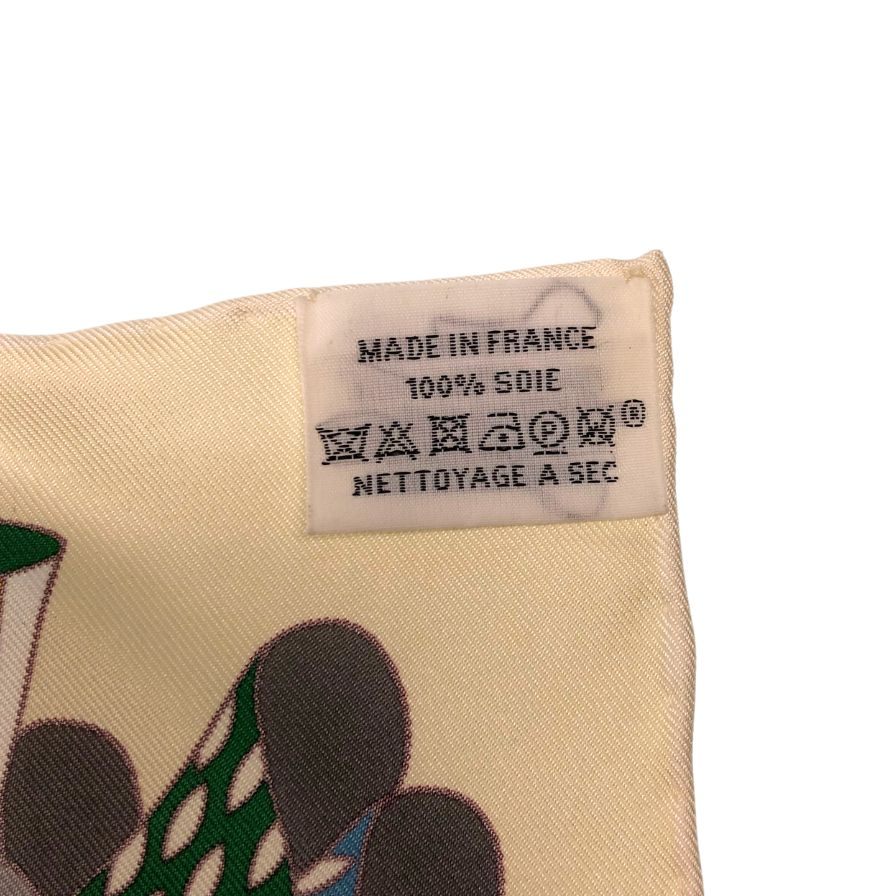 MADE IN FRANCE
100% SOIE
P ®
NETTOYAGE A SEC